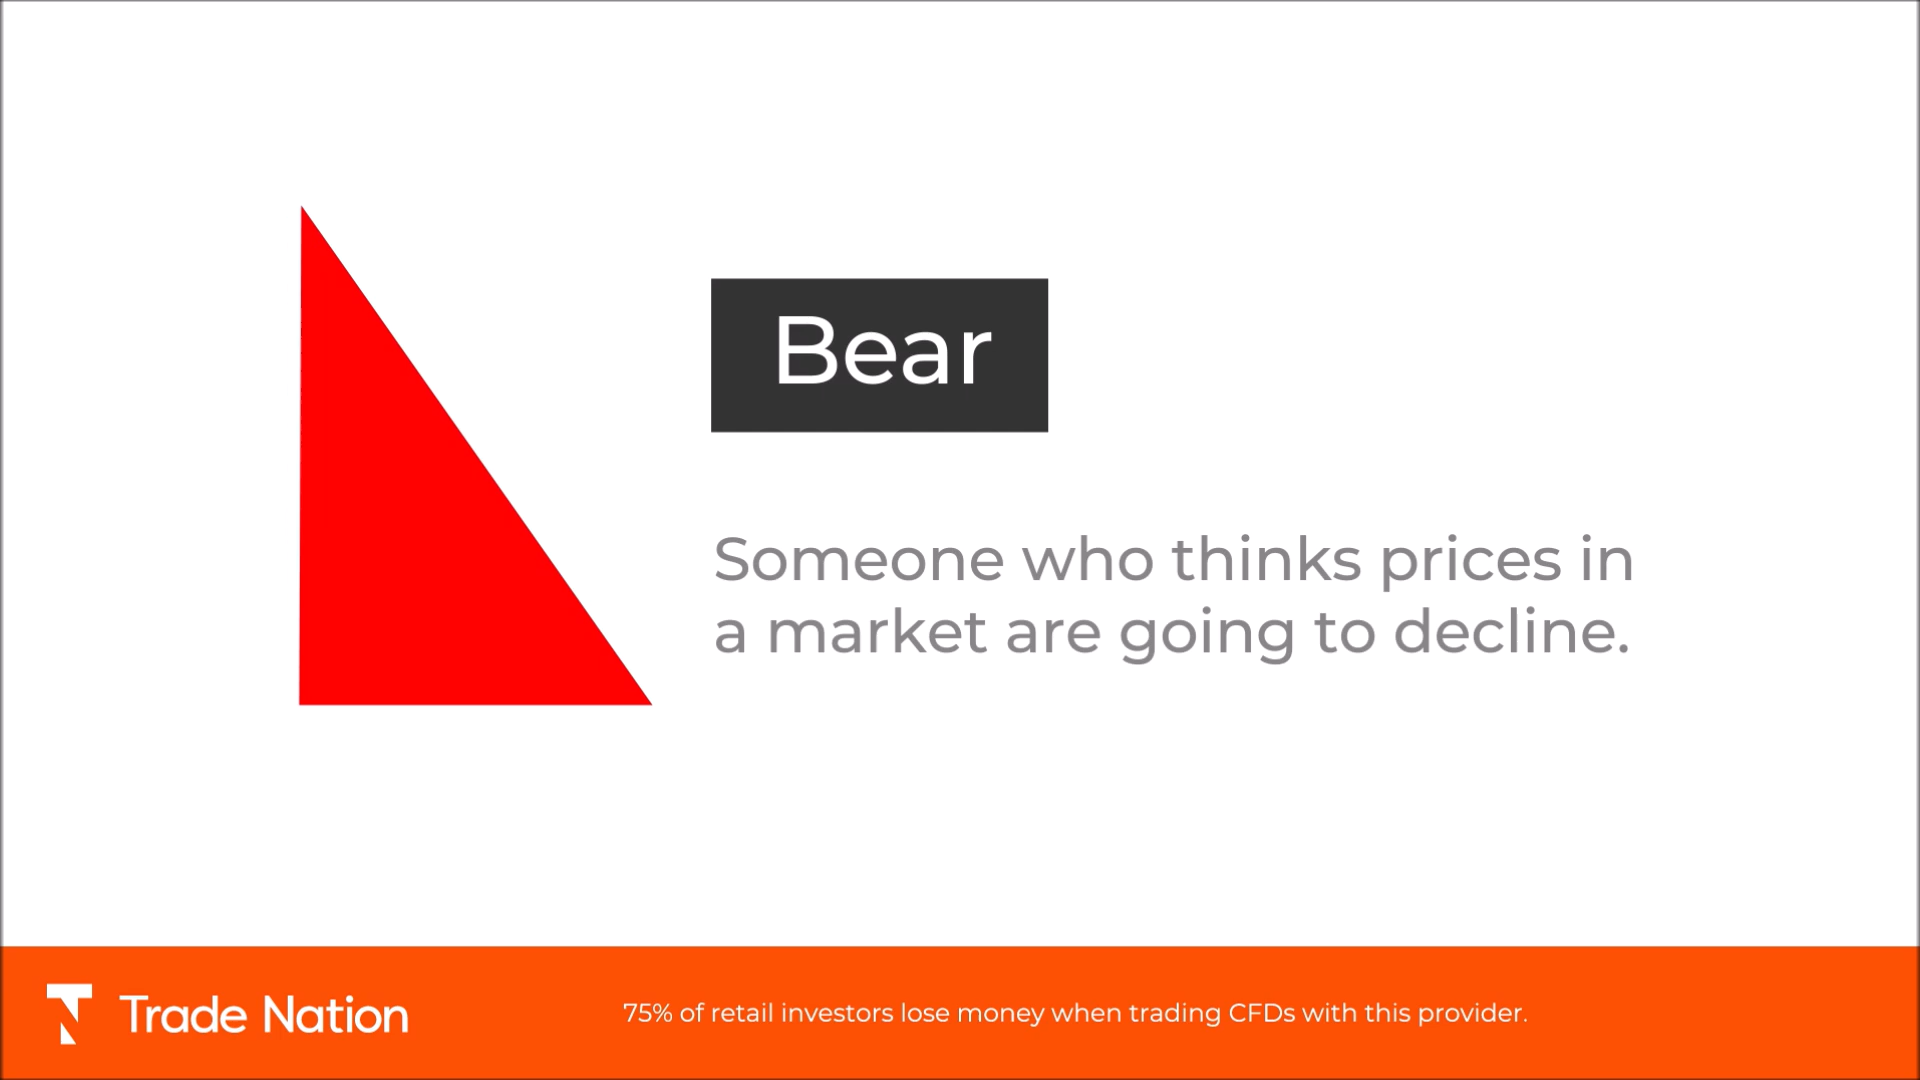 Bear
Someone who thinks prices in
a market are going to decline.
Trade Nation
75% of retail investors lose money when trading CFDs with this provider.